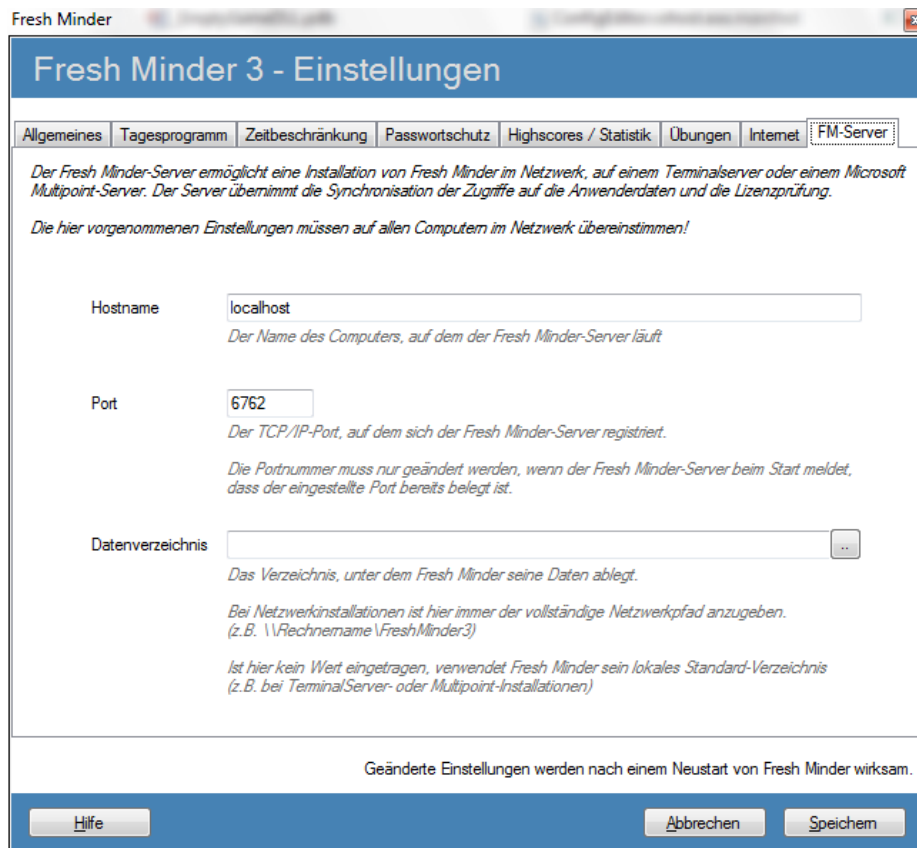 Fresh Minder
Fresh Minder 3 - Einstellungen
Allgemeines Tagesprogramm Zeitbeschränkung Passwortschutz Highscores / Statistik Übungen Internet FM-Server
Der Fresh Minder-Server ermöglicht eine Installation von Fresh Minder im Netzwerk, auf einem Terminalserver oder einem Microsoft
Multipoint-Server. Der Server übernimmt die Synchronisation der Zugriffe auf die Anwenderdaten und die Lizenzprüfung.
Die hier vorgenommenen Einstellungen müssen auf allen Computern im Netzwerk übereinstimmen!
Hostname localhost
Der Name des Computers, auf dem der Fresh Minder-Server läuft
Port 6762
Der TCP/IP-Port, auf dem sich der Fresh Minder-Server registriert.
Die Portnummer muss nur geändert werden, wenn der Fresh Minder-Server beim Start meldet,
dass der eingestellte Port bereits belegt ist.
Datenverzeichnis ..
Das Verzeichnis, unter dem Fresh Minder seine Daten ablegt.
Bei Netzwerkinstallationen ist hier immer der vollständige Netzwerkpfad anzugeben.
(z.B. \\Rechnername\FreshMinder3)
Ist hier kein Wert eingetragen, verwendet Fresh Minder sein lokales Standard-Verzeichnis
(z.B. bei TerminalServer- oder Multipoint-Installationen)
Geänderte Einstellungen werden nach einem Neustart von Fresh Minder wirksam.
Hilfe Abbrechen Speichern